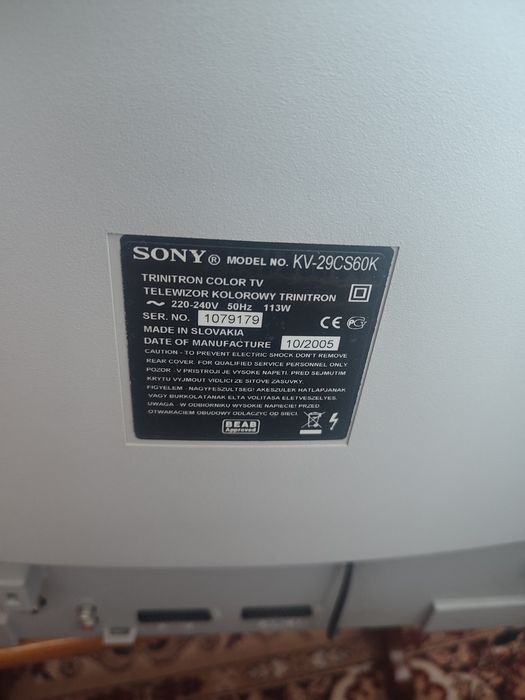 SONY® MODEL NO. KV-29CS60K
TRINITRON COLOR TV
TELEWIZOR KOLOROWY TRINITRON
~ 220-240V 50Hz 113W
SER. NO. 1079179
CE PCT
MADE IN SLOVAKIA
DATE OF MANUFACTURE 10/2005
CAUTION - TO PREVENT ELECTRIC SHOCK DON'T REMOVE
REAR COVER. FOR QUALIFIED SERVICE PERSONNEL ONLY
POZOR - V PRISTROJI JE VYSOKE NAPETI. PRED SEJMUTIM
KRYTU VYJMOUT VIDLICI ZE SITOVE ZASUVKY.
FIGYELEM - NAGYFESZULTSEG! AKESZULEK HATLAPJANAK
VAGY BURKOLATANAK ELTA VOLITASA ELETVESZELYES.
UWAGA - W ODBIORNIKU WYSOKIE NAPIECIE! PRZED
OTWARCIEM OBUDOWY ODLACZYC OD SIECI.
BEAB
Approved